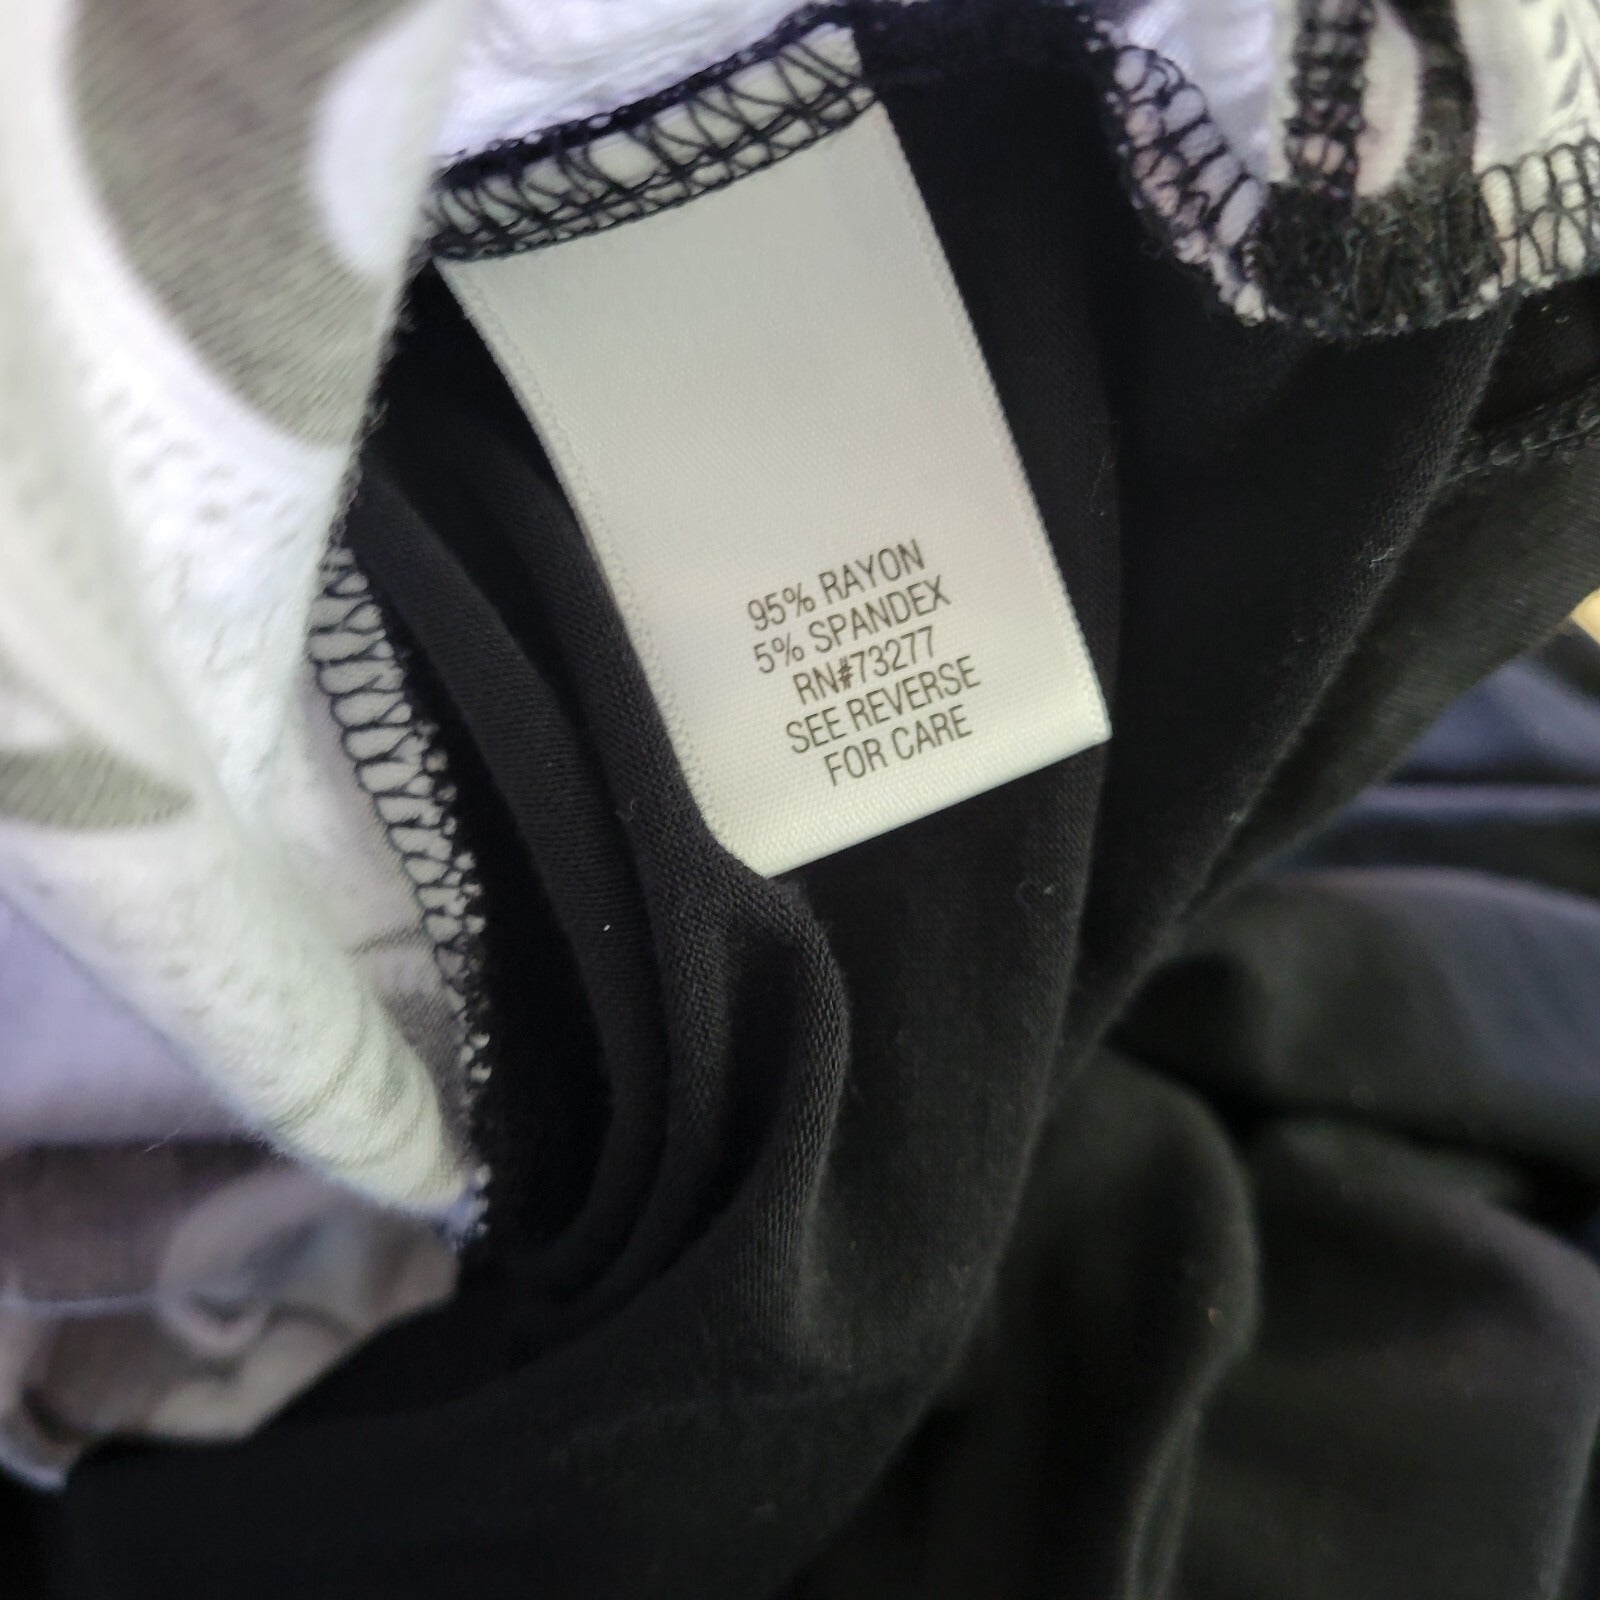 95% RAYON
5% SPANDEX
RN#73277
SEE REVERSE
FOR CARE